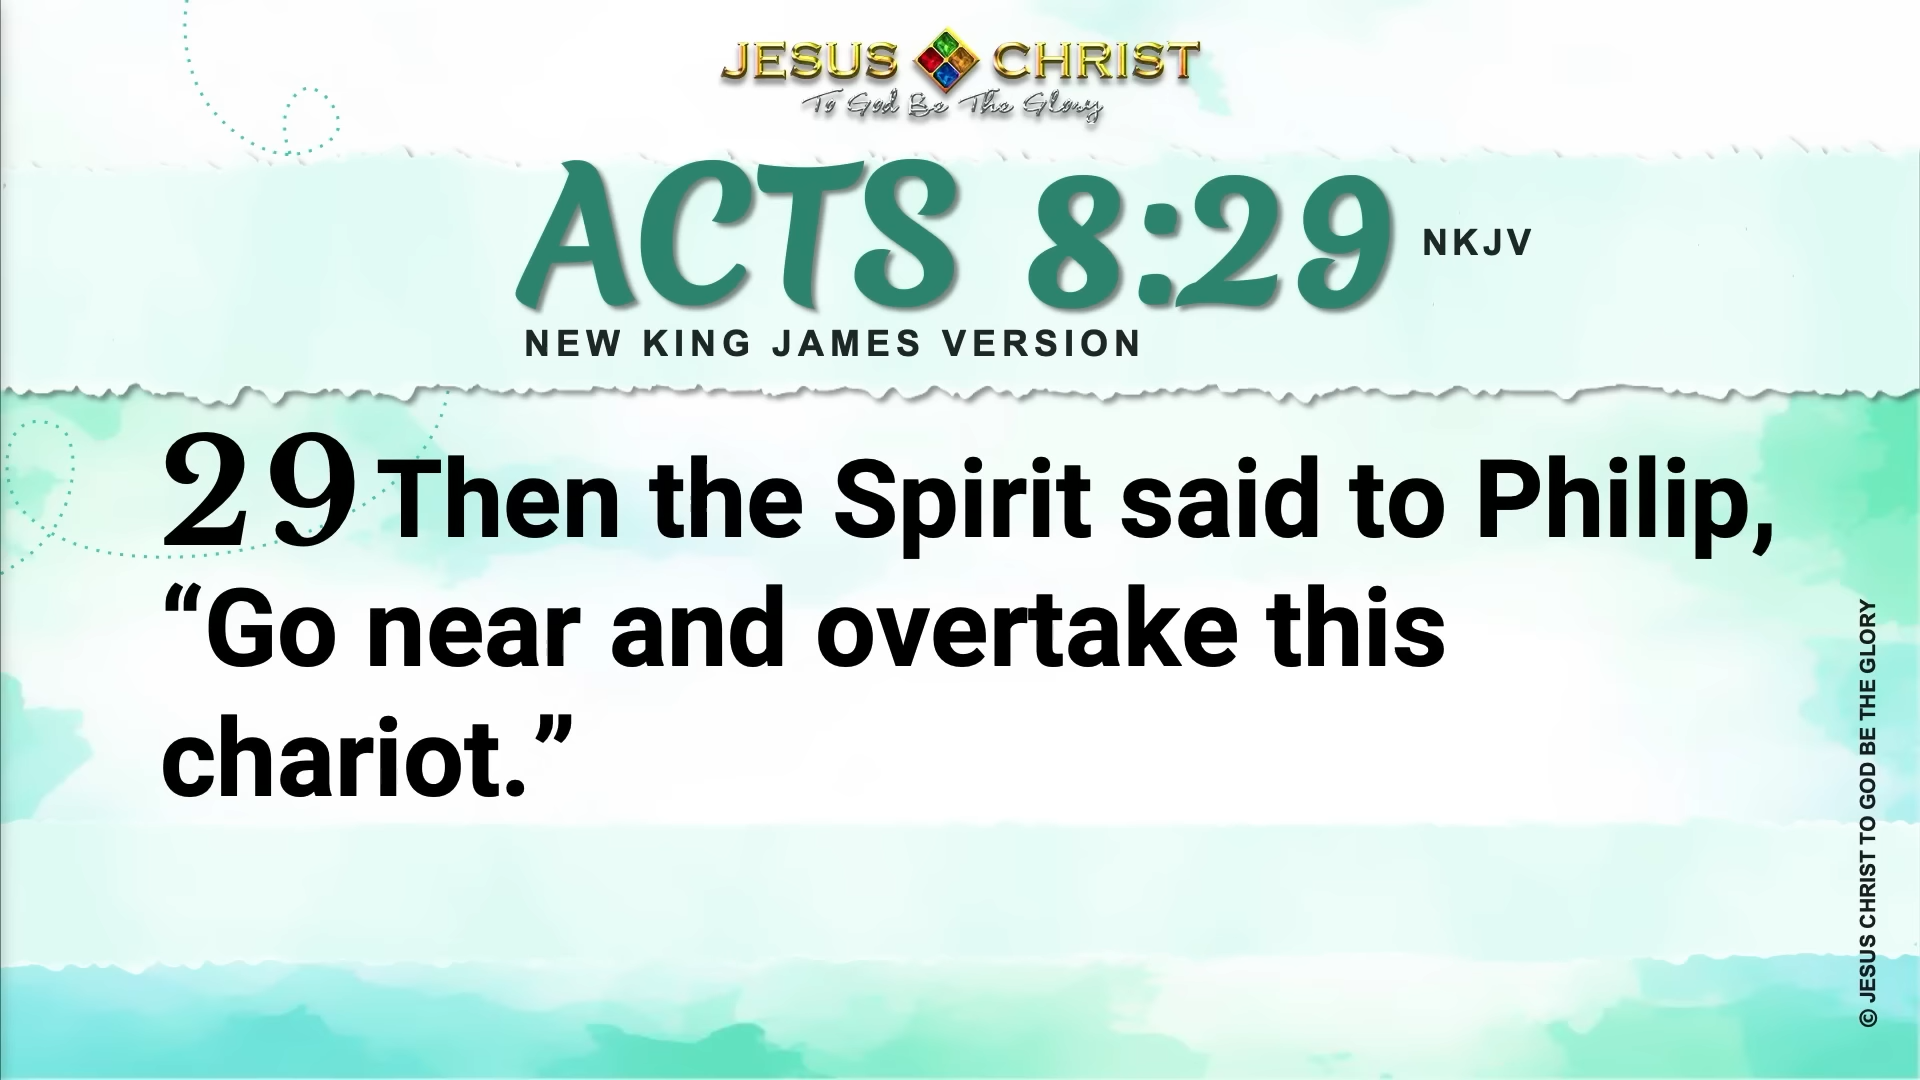 JESUS CHRIST
To God Be The Glory
ACTS 8:29 NKJV
NEW KING JAMES VERSION
29 Then the Spirit said to Philip,
“Go near and overtake this
chariot.”
© JESUS CHRIST TO GOD BE THE GLORY